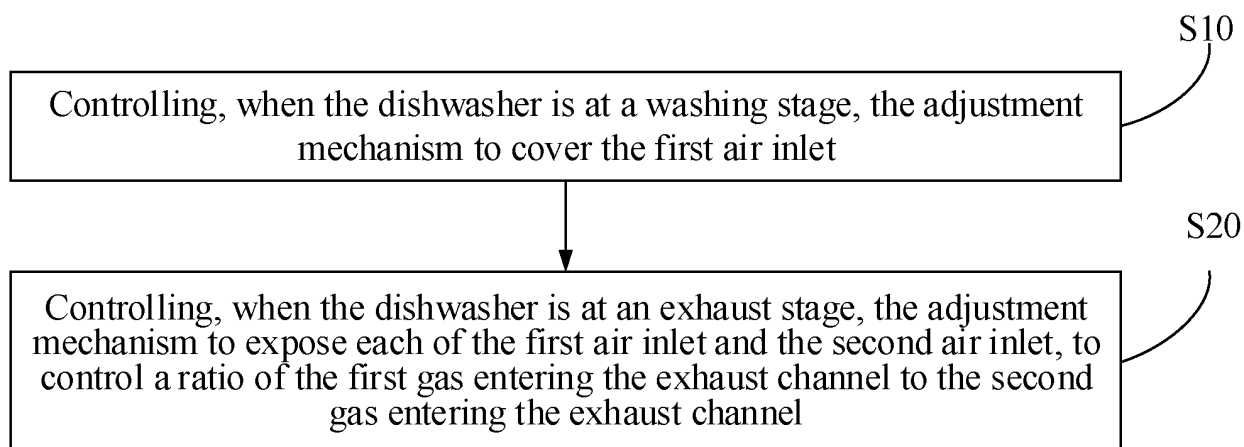 S10
Controlling, when the dishwasher is at a washing stage, the adjustment
mechanism to cover the first air inlet
S20
Controlling, when the dishwasher is at an exhaust stage, the adjustment
mechanism to expose each of the first air inlet and the second air inlet, to
control a ratio of the first gas entering the exhaust channel to the second
gas entering the exhaust channel